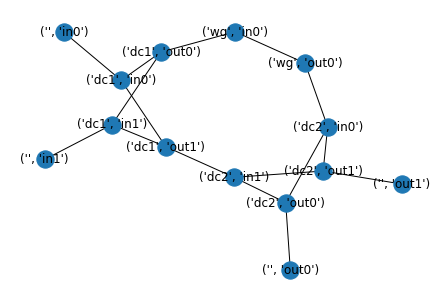 ('', 'in0')
('wg', 'in0')
('dc1', 'out0')
('wg', 'out0')
('dc1', 'in0')
('dc1', 'in1')
('dc2', 'in0')
('dc1', 'out1')
('', 'in1')
('dc2', 'out1')
('dc2', 'in1')
('', 'out1')
('dc2', 'out0')
('', 'out0')